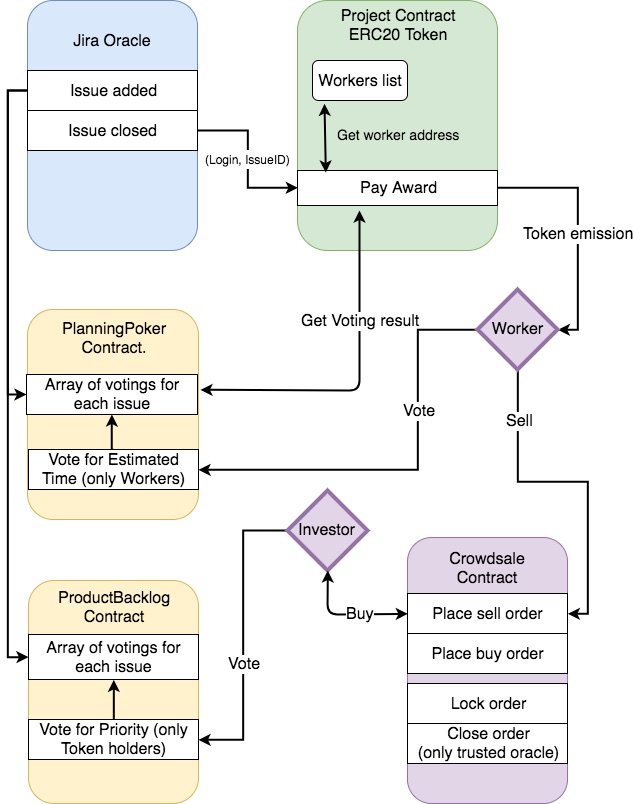 Jira Oracle
Issue added
Issue closed
(Login, IssueID)
Project Contract
ERC20 Token
Workers list
Get worker address
Pay Award
Token emission
Get Voting result
Worker
PlanningPoker
Contract.
Array of votings for
each issue
Vote for Estimated
Time (only Workers)
Vote
Sell
Investor
Buy
Crowdsale
Contract
Place sell order
Place buy order
Lock order
Close order
(only trusted oracle)
ProductBacklog
Contract
Array of votings for
each issue
Vote
Vote for Priority (only
Token holders)